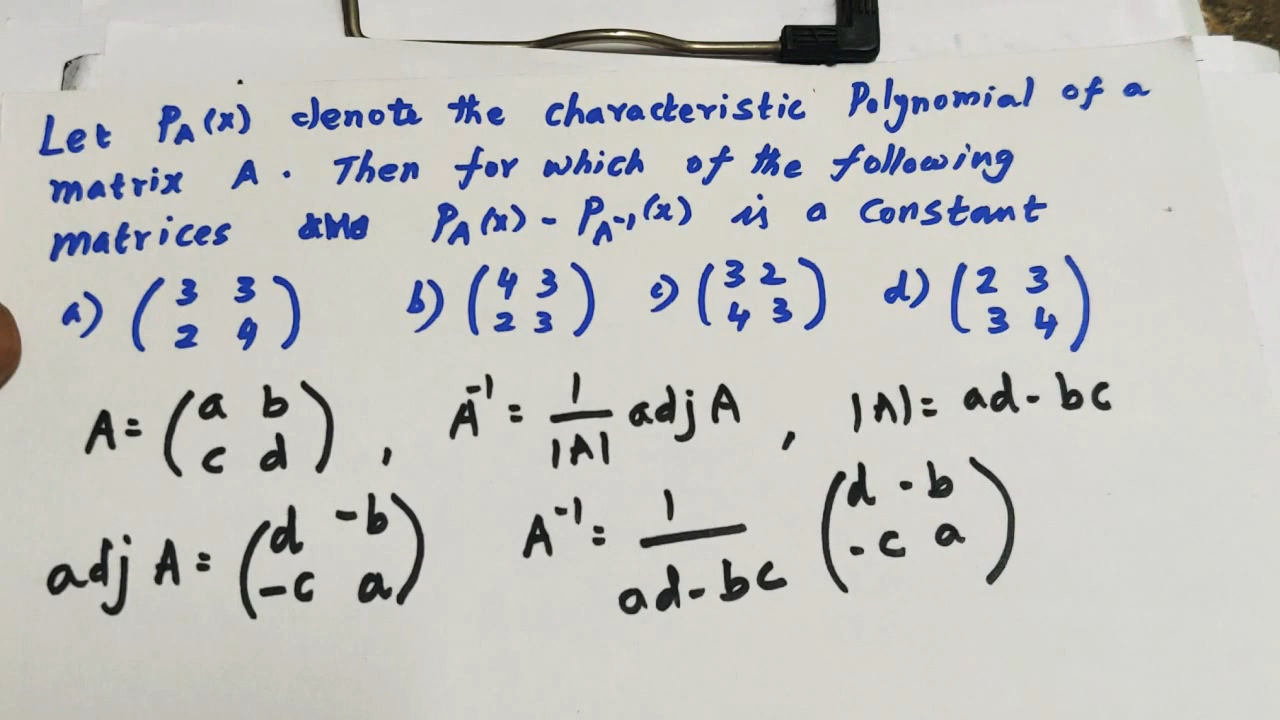 Let P_A(x) denote the characteristic Polynomial of a
matrix A. Then for which of the following
matrices P_A(x) - P_A⁻¹(x) is a constant
a) (3 3 b) (4 3 c) (3 2 d) (2 3
2 4) 2 3) 4 3) 3 4)
A = (a b , A⁻¹ = 1/|A| adj A , |A| = ad - bc
c d)
adj A = (d -b A⁻¹ = 1/ad-bc (d -b
-c a) -c a)